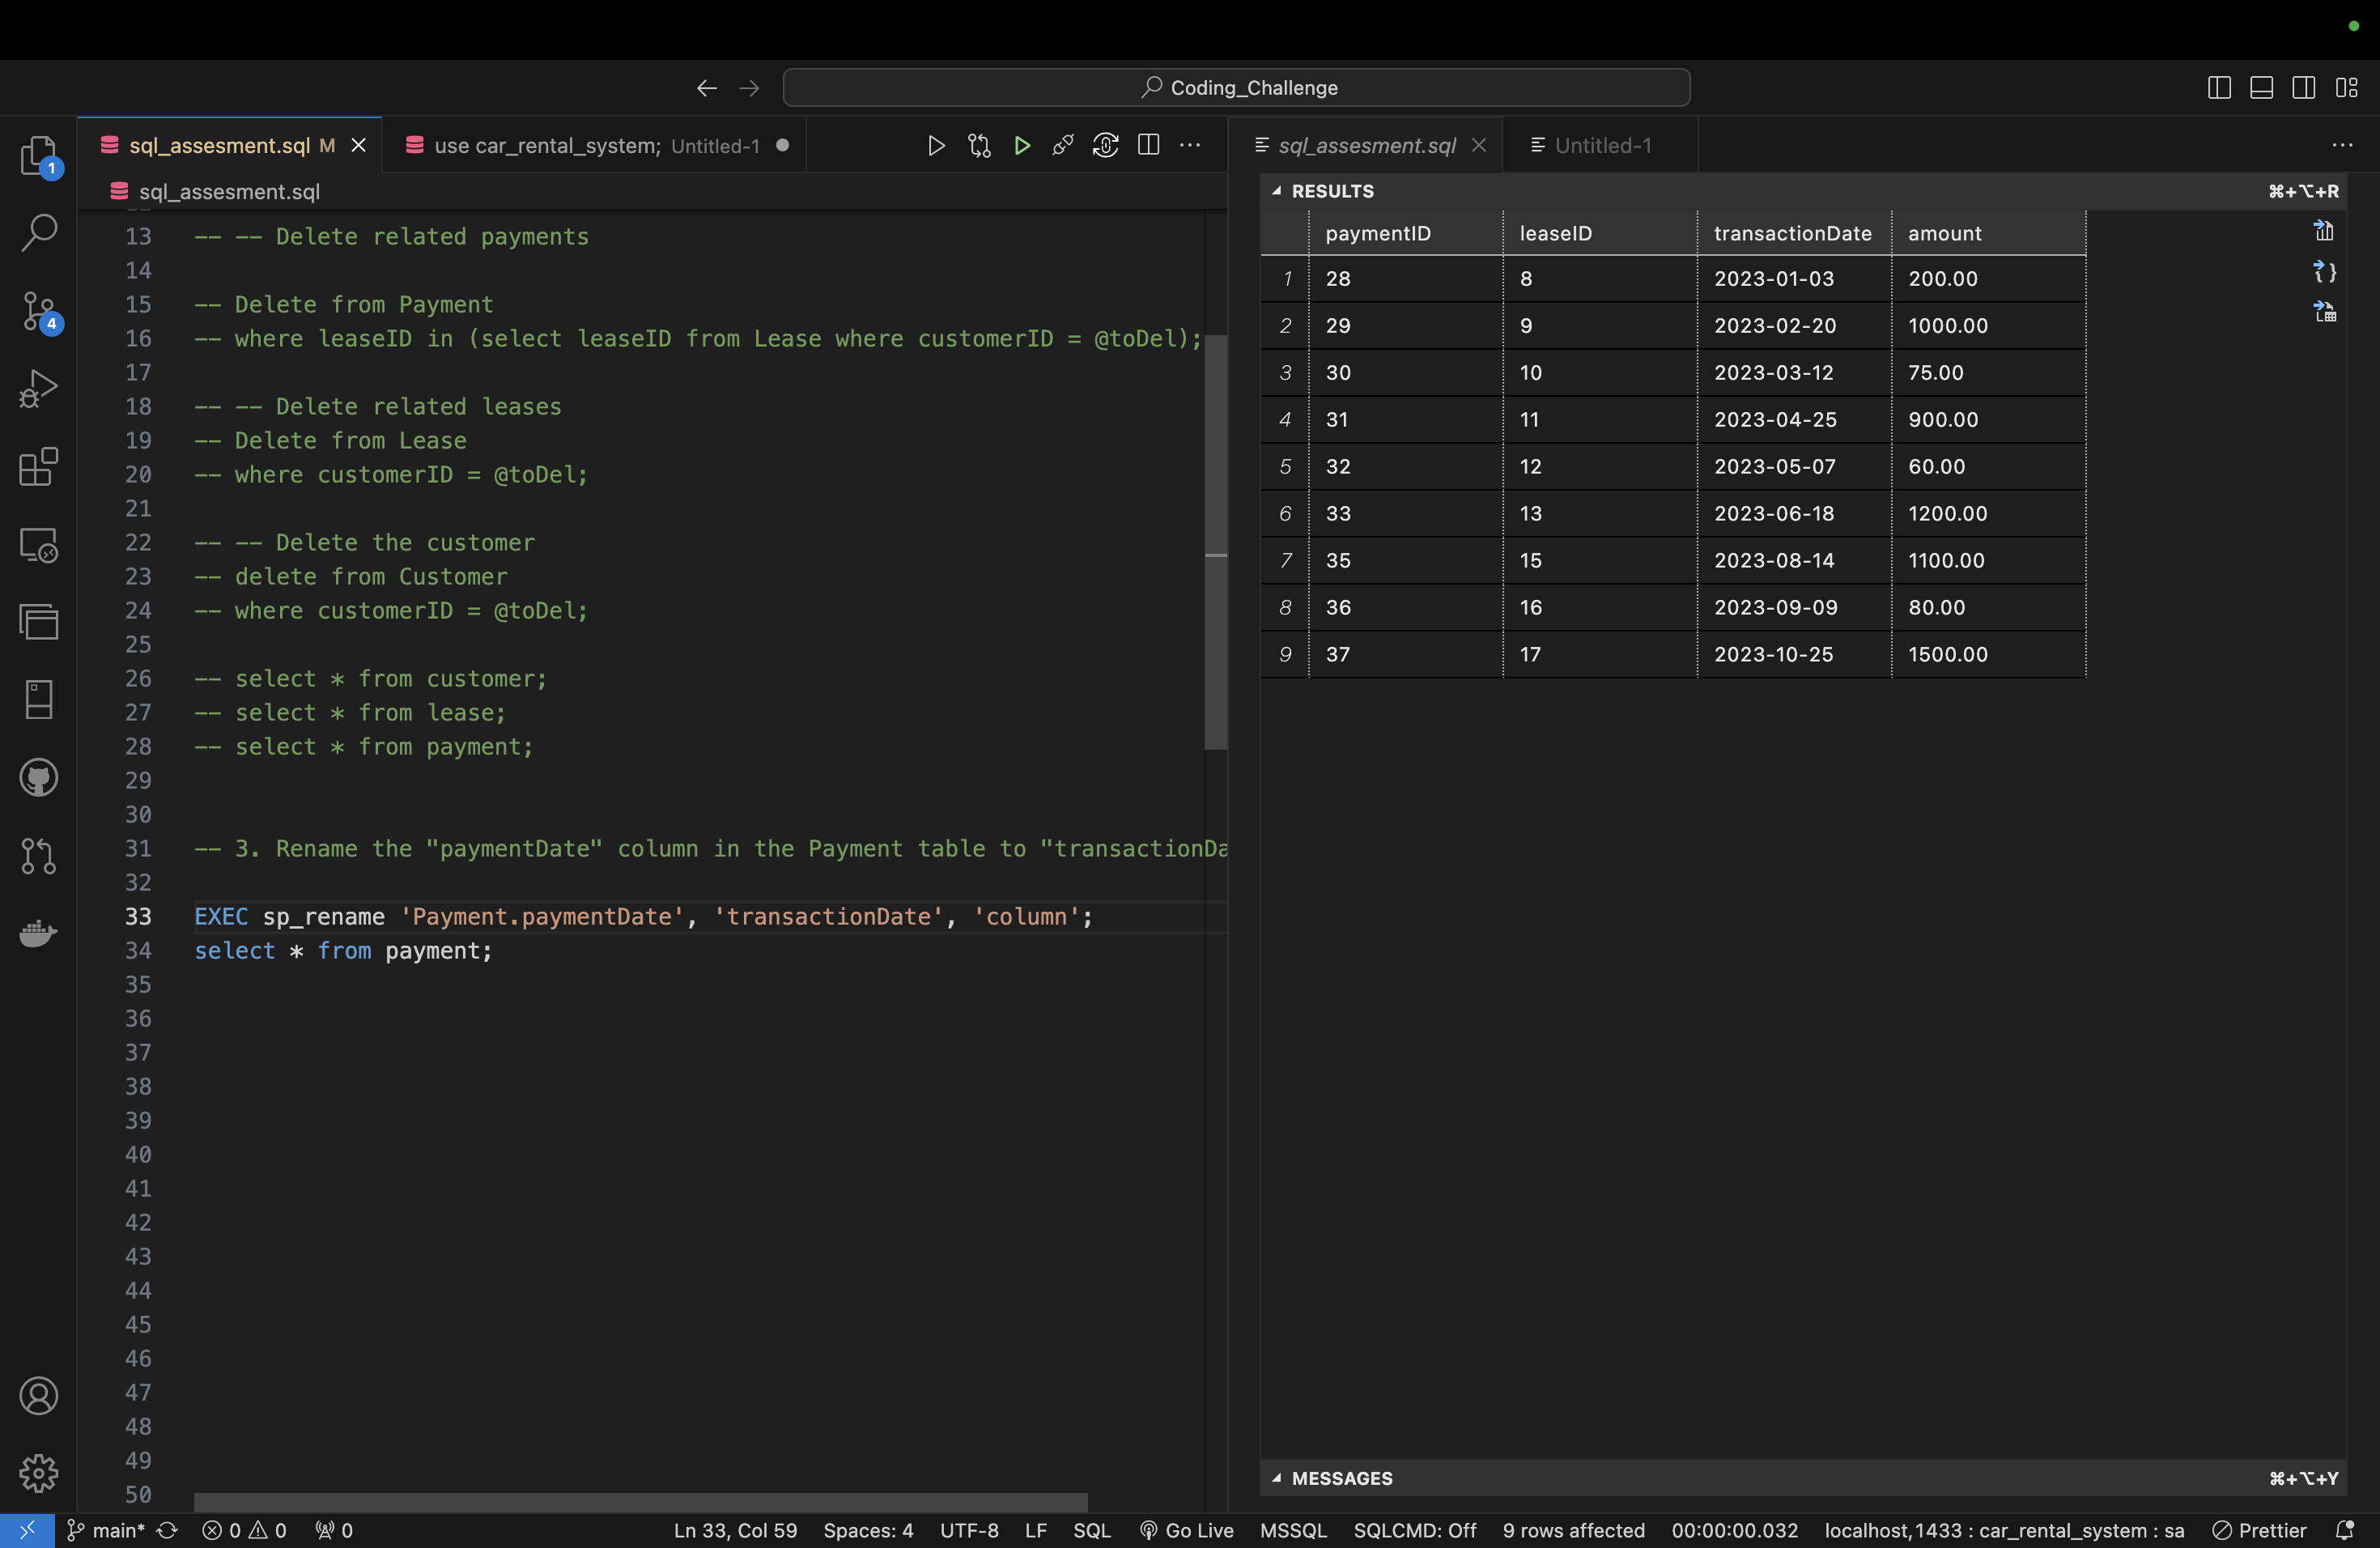 Coding_Challenge
sql_assesment.sql M
use car_rental_system; Untitled-1
sql_assesment.sql
Untitled-1
1
4
sql_assesment.sql
13 -- -- Delete related payments
14
15 -- Delete from Payment
16 -- where leaseID in (select leaseID from Lease where customerID = @toDel);
17
18 -- -- Delete related leases
19 -- Delete from Lease
20 -- where customerID = @toDel;
21
22 -- -- Delete the customer
23 -- delete from Customer
24 -- where customerID = @toDel;
25
26 -- select * from customer;
27 -- select * from lease;
28 -- select * from payment;
29
30
31 -- 3. Rename the "paymentDate" column in the Payment table to "transactionDa
32
33 EXEC sp_rename 'Payment.paymentDate', 'transactionDate', 'column';
34 select * from payment;
35
36
37
38
39
40
41
42
43
44
45
46
47
48
49
50
RESULTS ⌘+⌥+R
paymentID leaseID transactionDate amount
1 28 8 2023-01-03 200.00
2 29 9 2023-02-20 1000.00
3 30 10 2023-03-12 75.00
4 31 11 2023-04-25 900.00
5 32 12 2023-05-07 60.00
6 33 13 2023-06-18 1200.00
7 35 15 2023-08-14 1100.00
8 36 16 2023-09-09 80.00
9 37 17 2023-10-25 1500.00
MESSAGES ⌘+⌥+Y
main* 0 0 0 Ln 33, Col 59 Spaces: 4 UTF-8 LF SQL Go Live MSSQL SQLCMD: Off 9 rows affected 00:00:00.032 localhost,1433 : car_rental_system : sa Prettier